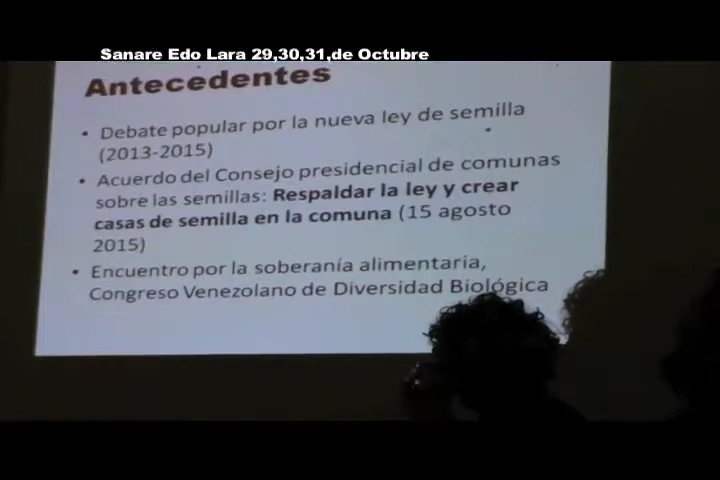 Sanare Edo Lara 29,30,31,de Octubre
Antecedentes
• Debate popular por la nueva ley de semilla
(2013-2015)
• Acuerdo del Consejo presidencial de comunas
sobre las semillas: Respaldar la ley y crear
casas de semilla en la comuna (15 agosto
2015)
• Encuentro por la soberanía alimentaria,
Congreso Venezolano de Diversidad Biológica